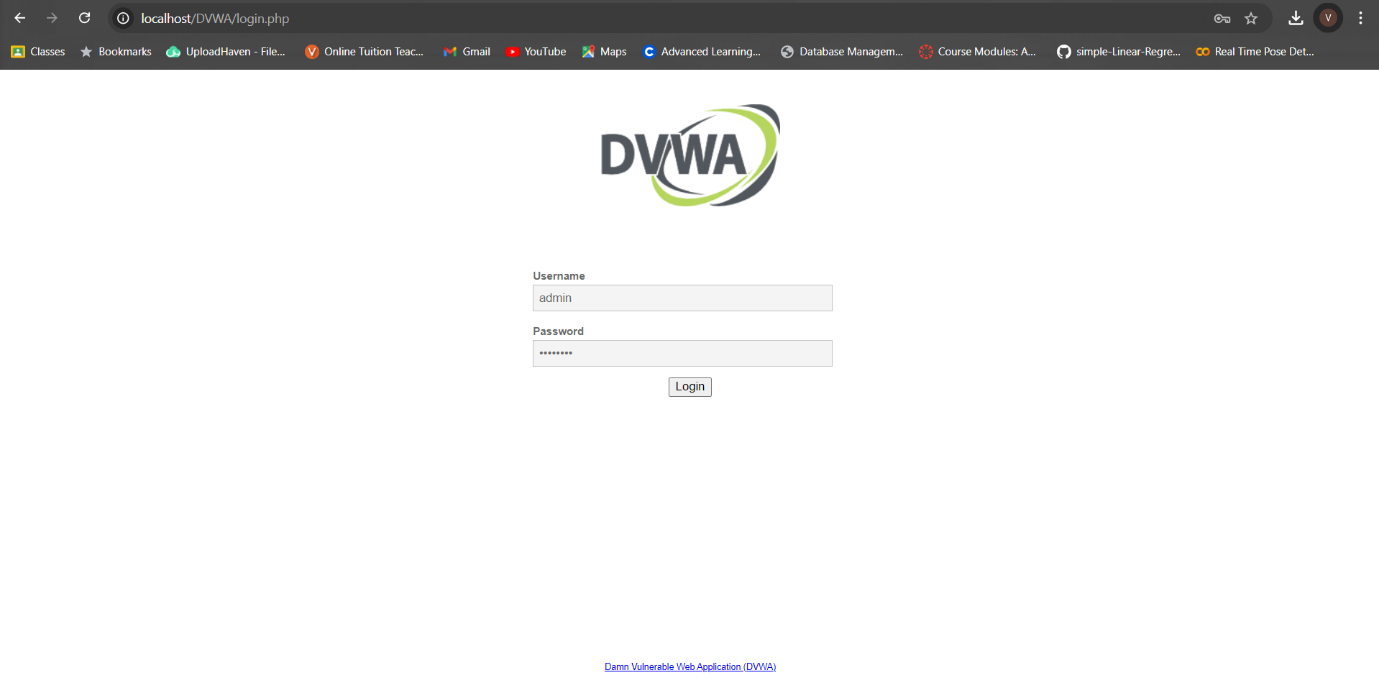 localhost/DVWA/login.php
V
Classes Bookmarks UploadHaven - File... V Online Tuition Teac... Gmail YouTube Maps C Advanced Learning... Database Managem... Course Modules: A... simple-Linear-Regre... Real Time Pose Det...
DVWA
Username
admin
Password
••••••••
Login
Damn Vulnerable Web Application (DVWA)